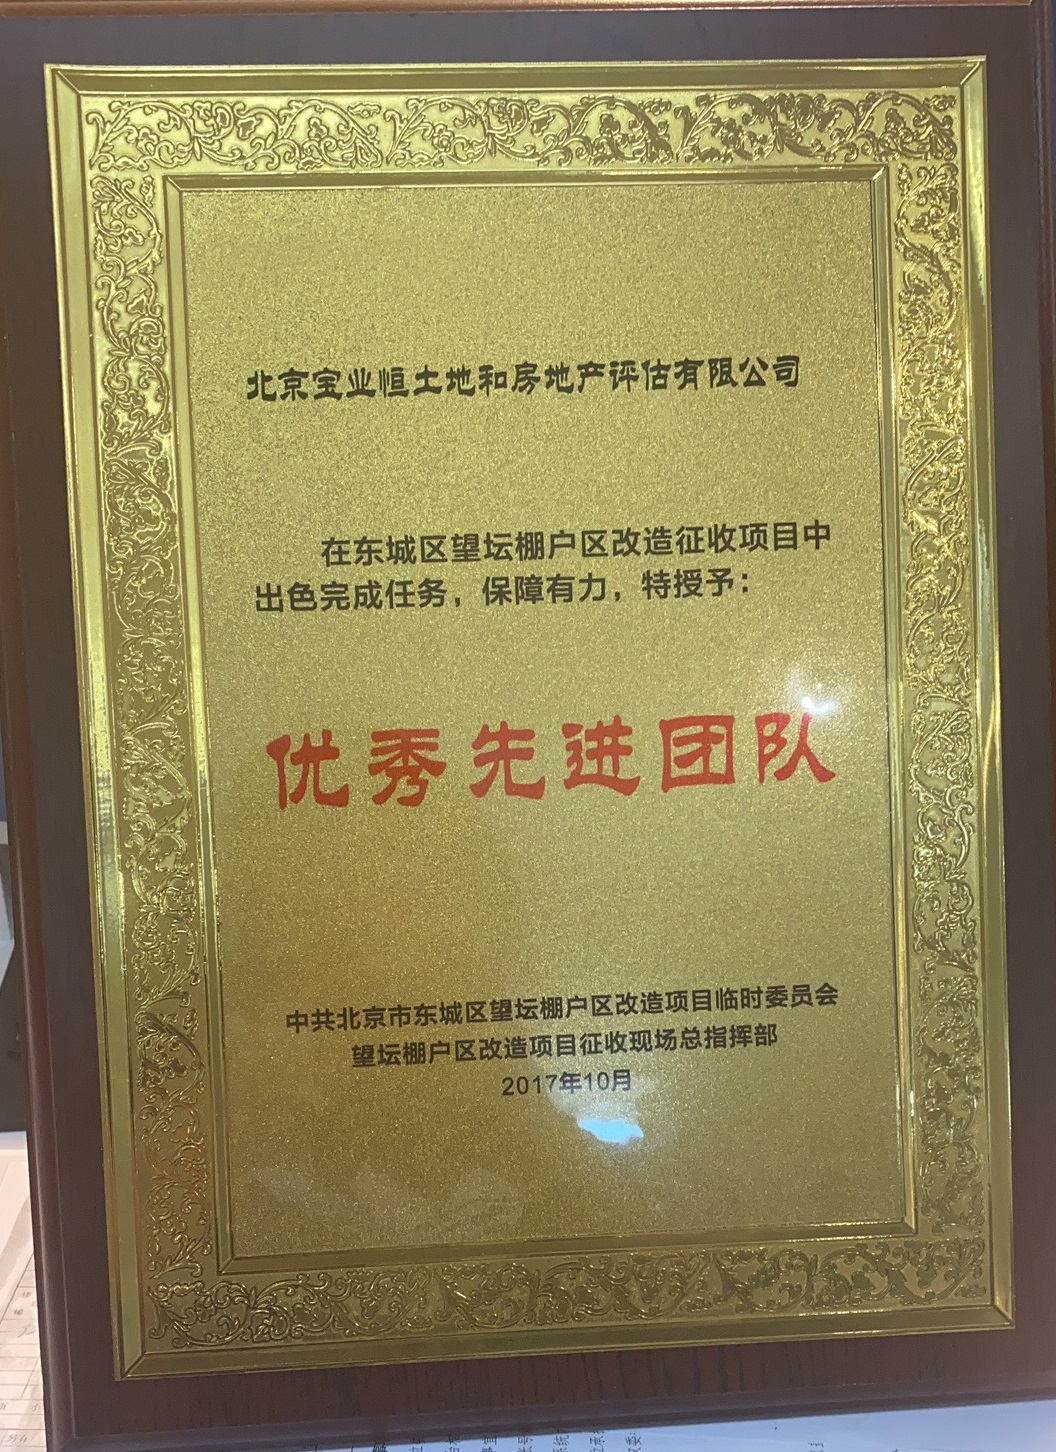 北京宝业恒土地和房地产评估有限公司
在东城区望坛棚户区改造征收项目中
出色完成任务，保障有力，特授予：
优秀先进团队
中共北京市东城区望坛棚户区改造项目临时委员会
望坛棚户区改造项目征收现场总指挥部
2017年10月